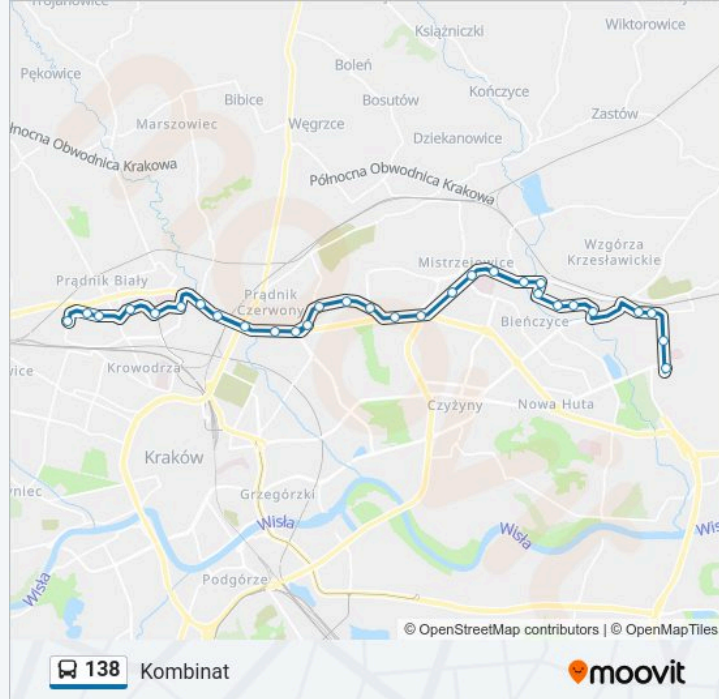 Trojanowice
Książniczki
Wiktorowice
Pękowice
Boleń
Bibice
Bosutów
Kończyce
Marszowiec
Węgrzce
Zastów
Dziekanowice
Północna Obwodnica Krakowa
Północna Obwodnica Krakowa
Mistrzejowice
Wzgórza
Krzesławickie
Prądnik Biały
Prądnik
Czerwony
Bieńczyce
Krowodrza
Czyżyny
Nowa Huta
Kraków
Grzegórzki
Wisła
Wisła
Wisła
Podgórze
© OpenStreetMap contributors | © OpenMapTiles
138 Kombinat
moovit